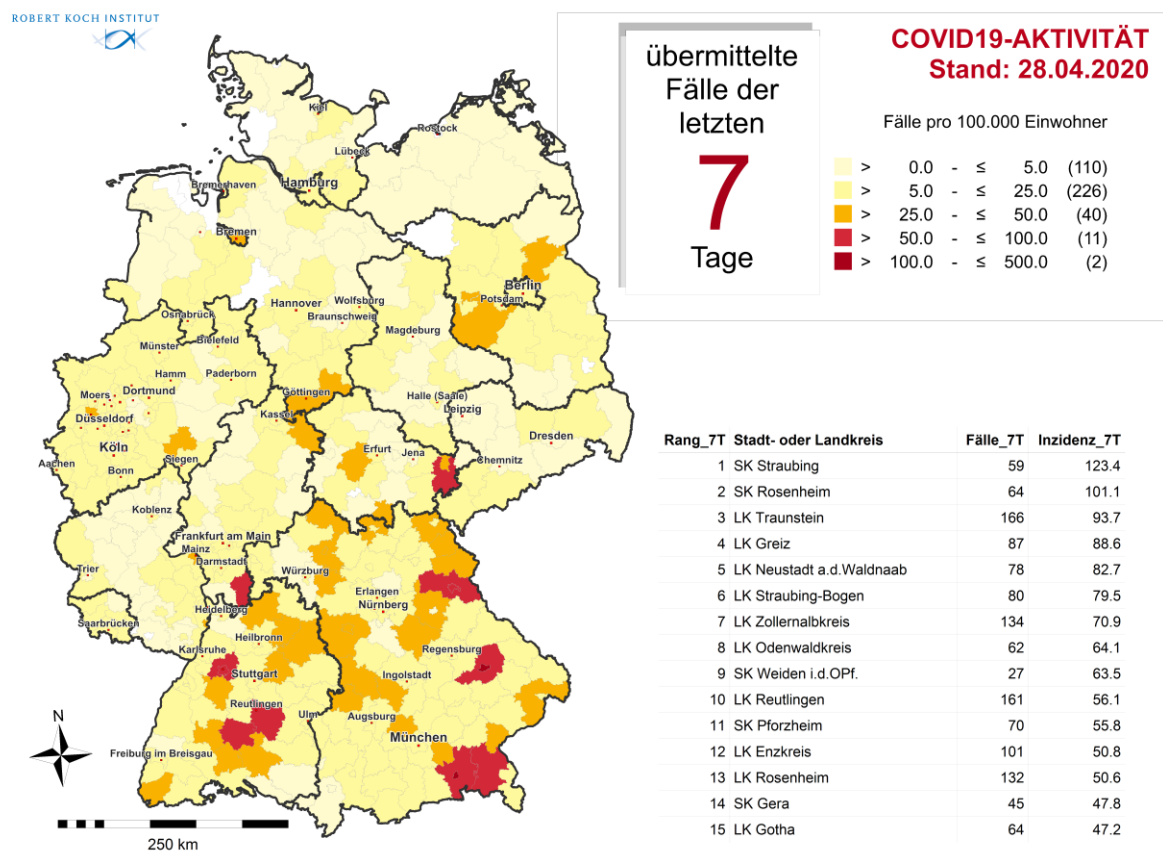 ROBERT KOCH INSTITUT
übermittelte
Fälle der
letzten
7
Tage
COVID19-AKTIVITÄT
Stand: 28.04.2020
Fälle pro 100.000 Einwohner
> 0.0 - ≤ 5.0 (110)
> 5.0 - ≤ 25.0 (226)
> 25.0 - ≤ 50.0 (40)
> 50.0 - ≤ 100.0 (11)
> 100.0 - ≤ 500.0 (2)
Kiel
Rostock
Lübeck
Bremerhaven
Hamburg
Bremen
Berlin
Potsdam
Hannover
Wolfsburg
Braunschweig
Osnabrück
Magdeburg
Bielefeld
Münster
Hamm
Paderborn
Göttingen
Moers
Dortmund
Halle (Saale)
Leipzig
Düsseldorf
Kassel
Dresden
Köln
Erfurt
Jena
Chemnitz
Siegen
Aachen
Bonn
Koblenz
Frankfurt am Main
Mainz
Darmstadt
Trier
Würzburg
Erlangen
Nürnberg
Heidelberg
Saarbrücken
Heilbronn
Karlsruhe
Regensburg
Stuttgart
Ingolstadt
Reutlingen
Ulm
Augsburg
München
Freiburg im Breisgau
N
250 km
Rang_7T Stadt- oder Landkreis Fälle_7T Inzidenz_7T
1 SK Straubing 59 123.4
2 SK Rosenheim 64 101.1
3 LK Traunstein 166 93.7
4 LK Greiz 87 88.6
5 LK Neustadt a.d.Waldnaab 78 82.7
6 LK Straubing-Bogen 80 79.5
7 LK Zollernalbkreis 134 70.9
8 LK Odenwaldkreis 62 64.1
9 SK Weiden i.d.OPf. 27 63.5
10 LK Reutlingen 161 56.1
11 SK Pforzheim 70 55.8
12 LK Enzkreis 101 50.8
13 LK Rosenheim 132 50.6
14 SK Gera 45 47.8
15 LK Gotha 64 47.2